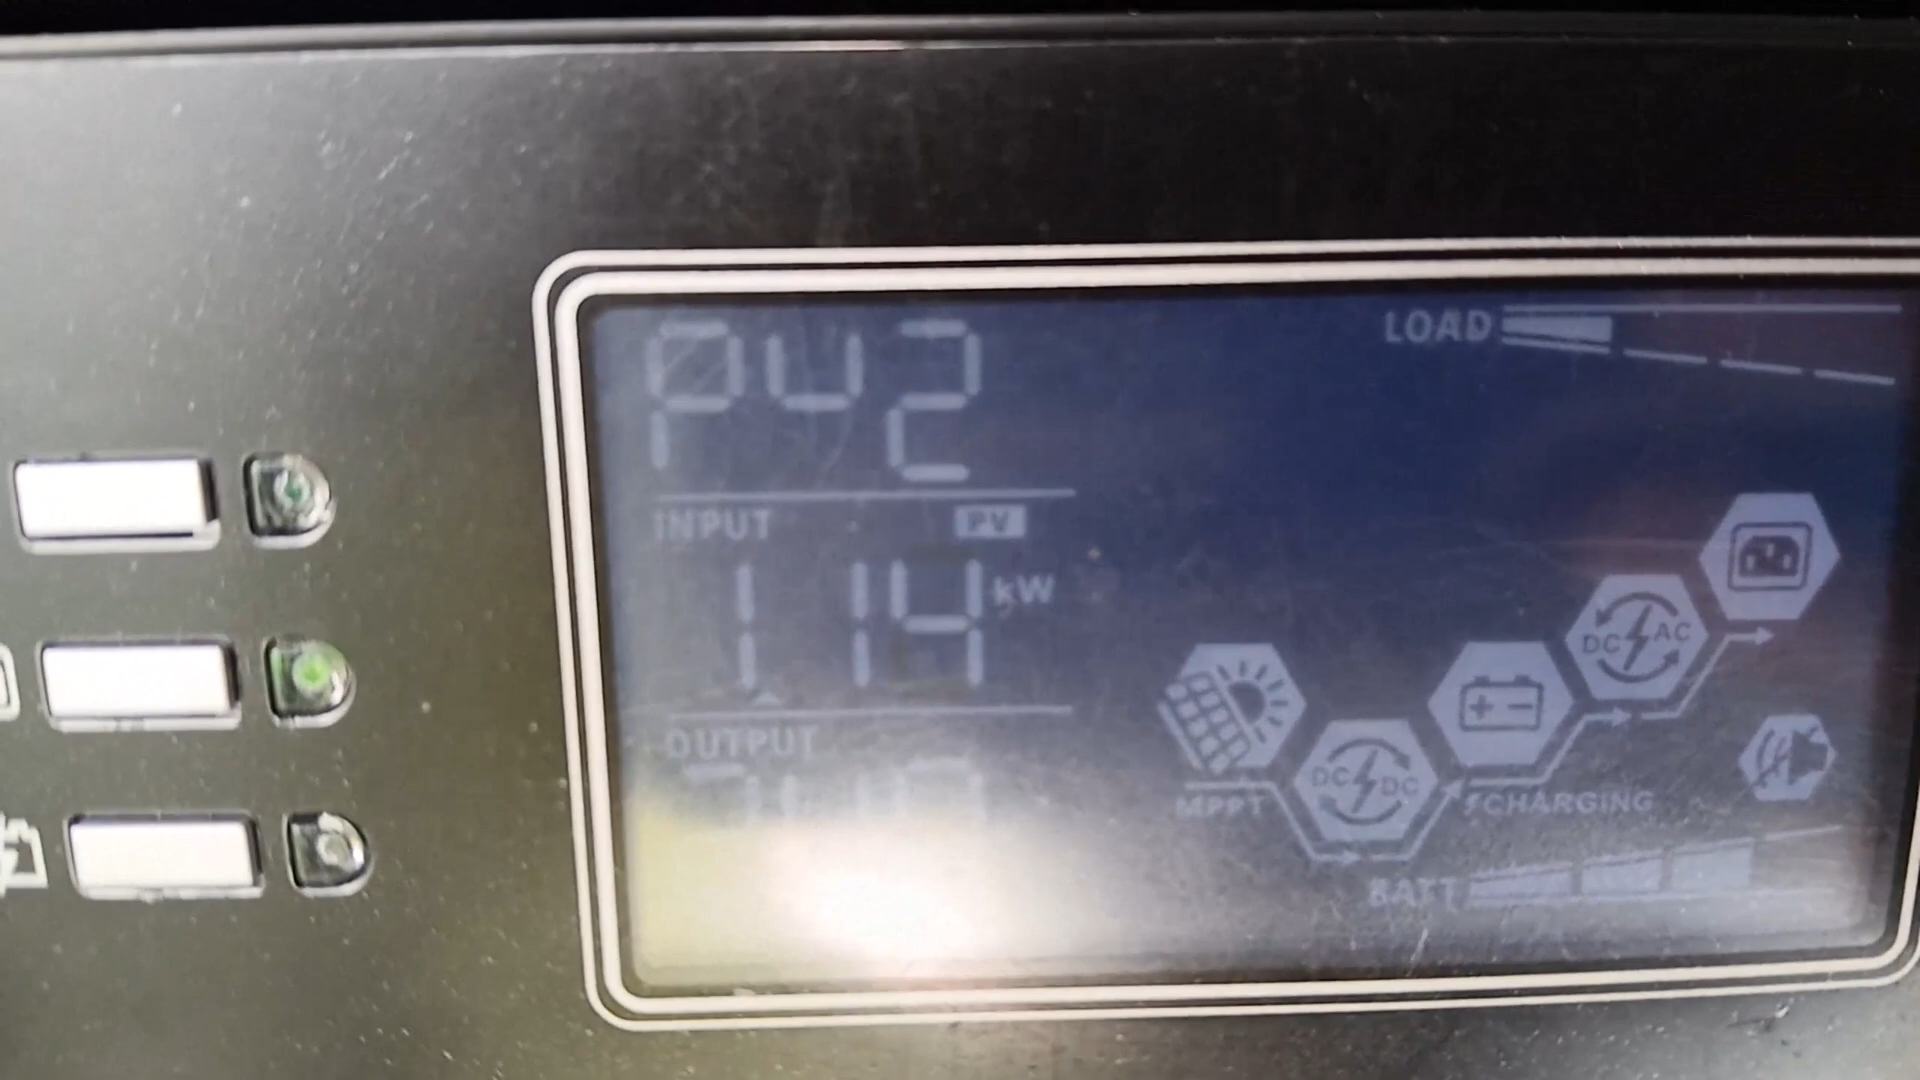 PV2
LOAD
INPUT PV
1.14 kW
DC AC
OUTPUT
DC DC
MPPT CHARGING
BATT